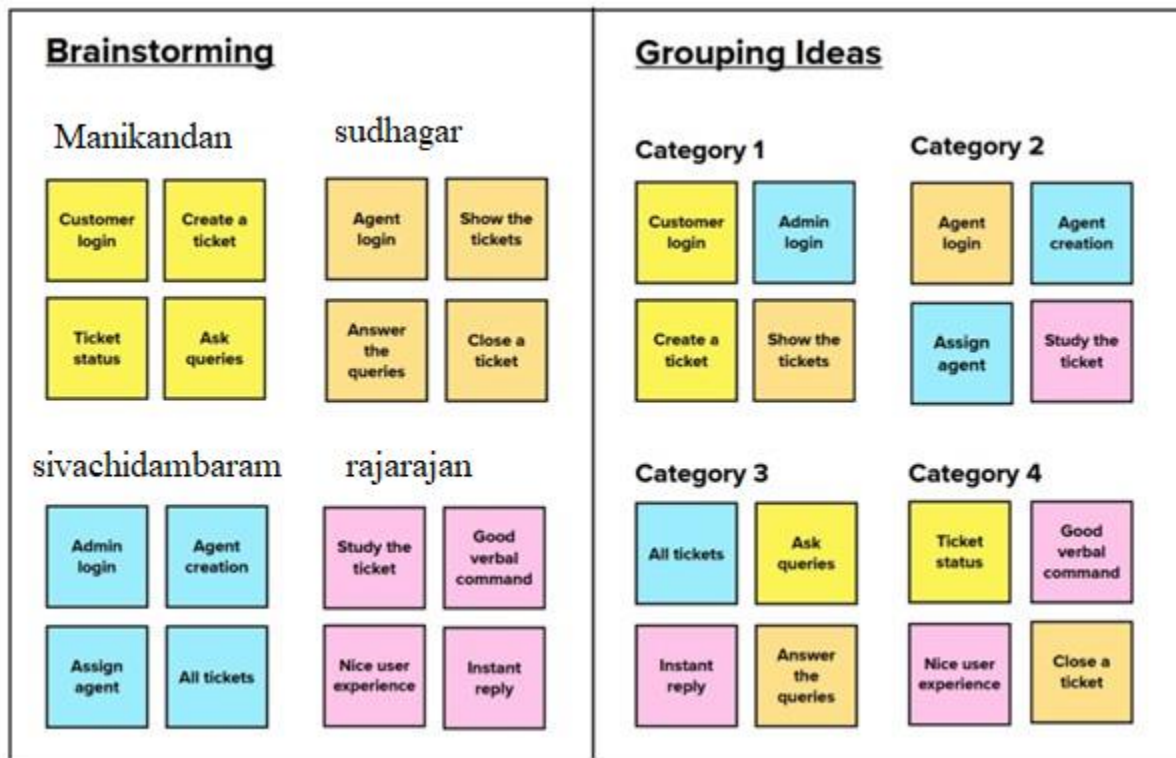 Brainstorming
Manikandan
sudhagar
Customer
login
Create a
ticket
Agent
login
Show the
tickets
Ticket
status
Ask
queries
Answer
the
queries
Close a
ticket
sivachidambaram
rajarajan
Admin
login
Agent
creation
Study the
ticket
Good
verbal
command
Assign
agent
All tickets
Nice user
experience
Instant
reply
Grouping Ideas
Category 1
Category 2
Customer
login
Admin
login
Agent
login
Agent
creation
Create a
ticket
Show the
tickets
Assign
agent
Study the
ticket
Category 3
Category 4
All tickets
Ask
queries
Ticket
status
Good
verbal
command
Instant
reply
Answer
the
queries
Nice user
experience
Close a
ticket